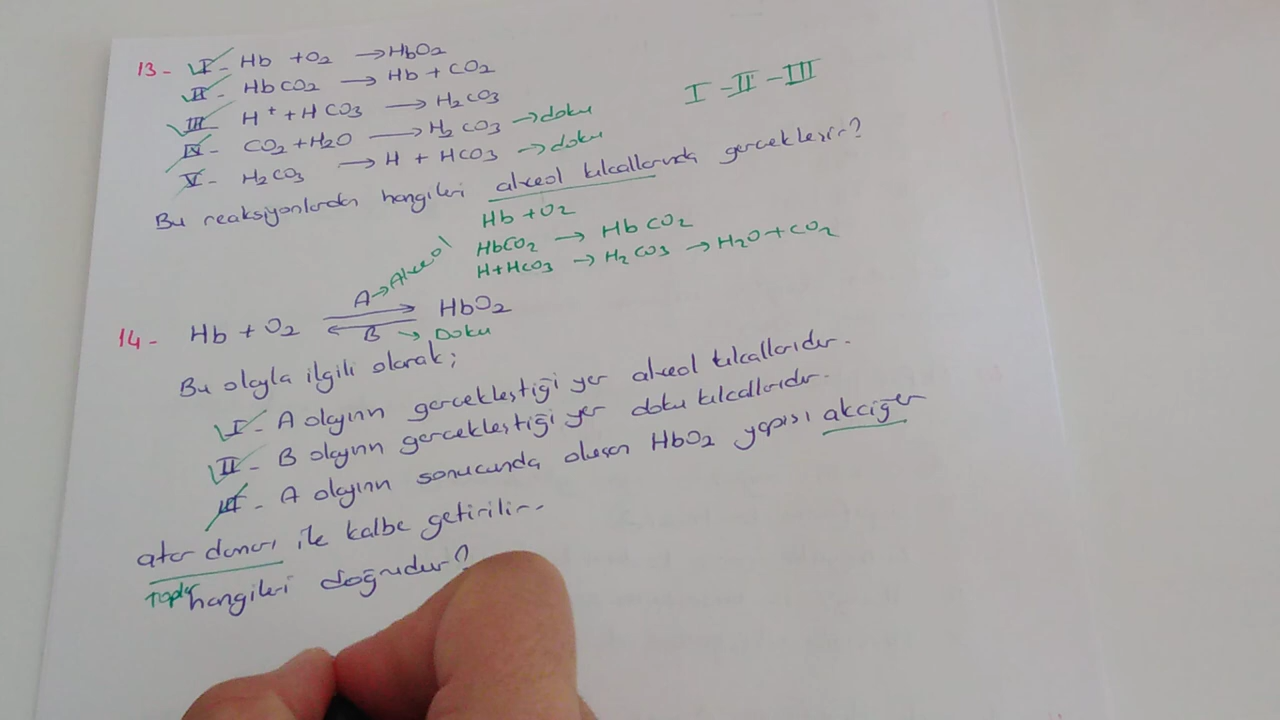 13- I- Hb + O2 → HbO2
II- HbCO2 → Hb + CO2
III- H+ + HCO3 → H2CO3
IV- CO2 + H2O → H2CO3 → doku
V- H2CO3 → H + HCO3 → doku
I - II - III
Bu reaksiyonlardan hangileri alveol kılcallarında gerçekleşir?
Hb + O2
HbCO2 → HbCO2
H+HCO3 → H2CO3 → H2O + CO2
A → Alveol
14- Hb + O2 ⇌ HbO2
B → Doku
Bu olayla ilgili olarak;
I- A olayının gerçekleştiği yer alveol kılcallarıdır.
II- B olayının gerçekleştiği yer doku kılcallarıdır.
III- A olayının sonucunda oluşan HbO2 yapısı akciğer
atar damarı ile kalbe getirilir.
Toplar
hangileri doğrudur?